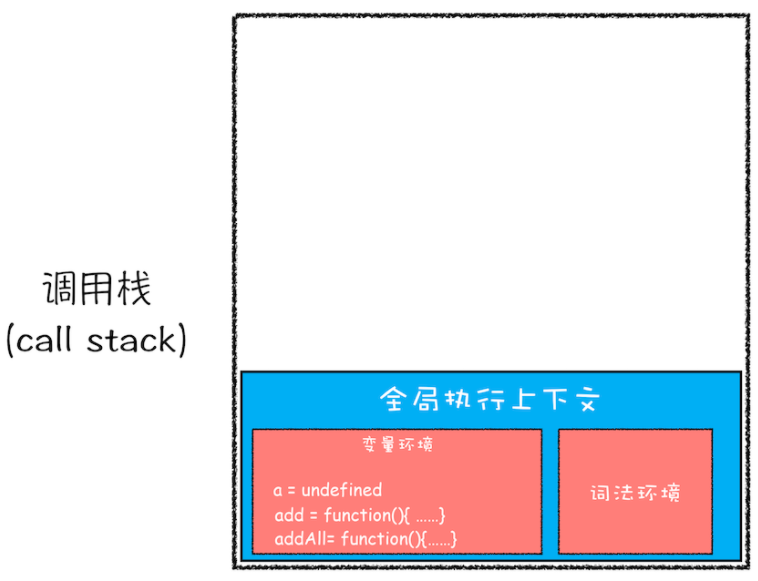 调用栈
(call stack)
全局执行上下文
变量环境
a = undefined
add = function(){ ......}
addAll= function(){......}
词法环境